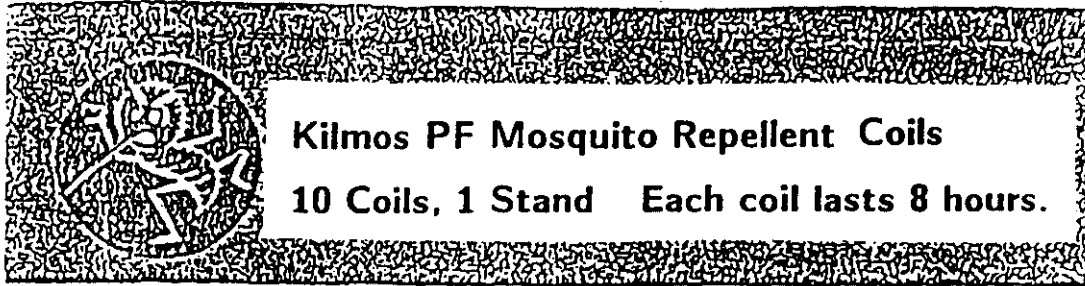 Kilmos PF Mosquito Repellent Coils
10 Coils, 1 Stand Each coil lasts 8 hours.